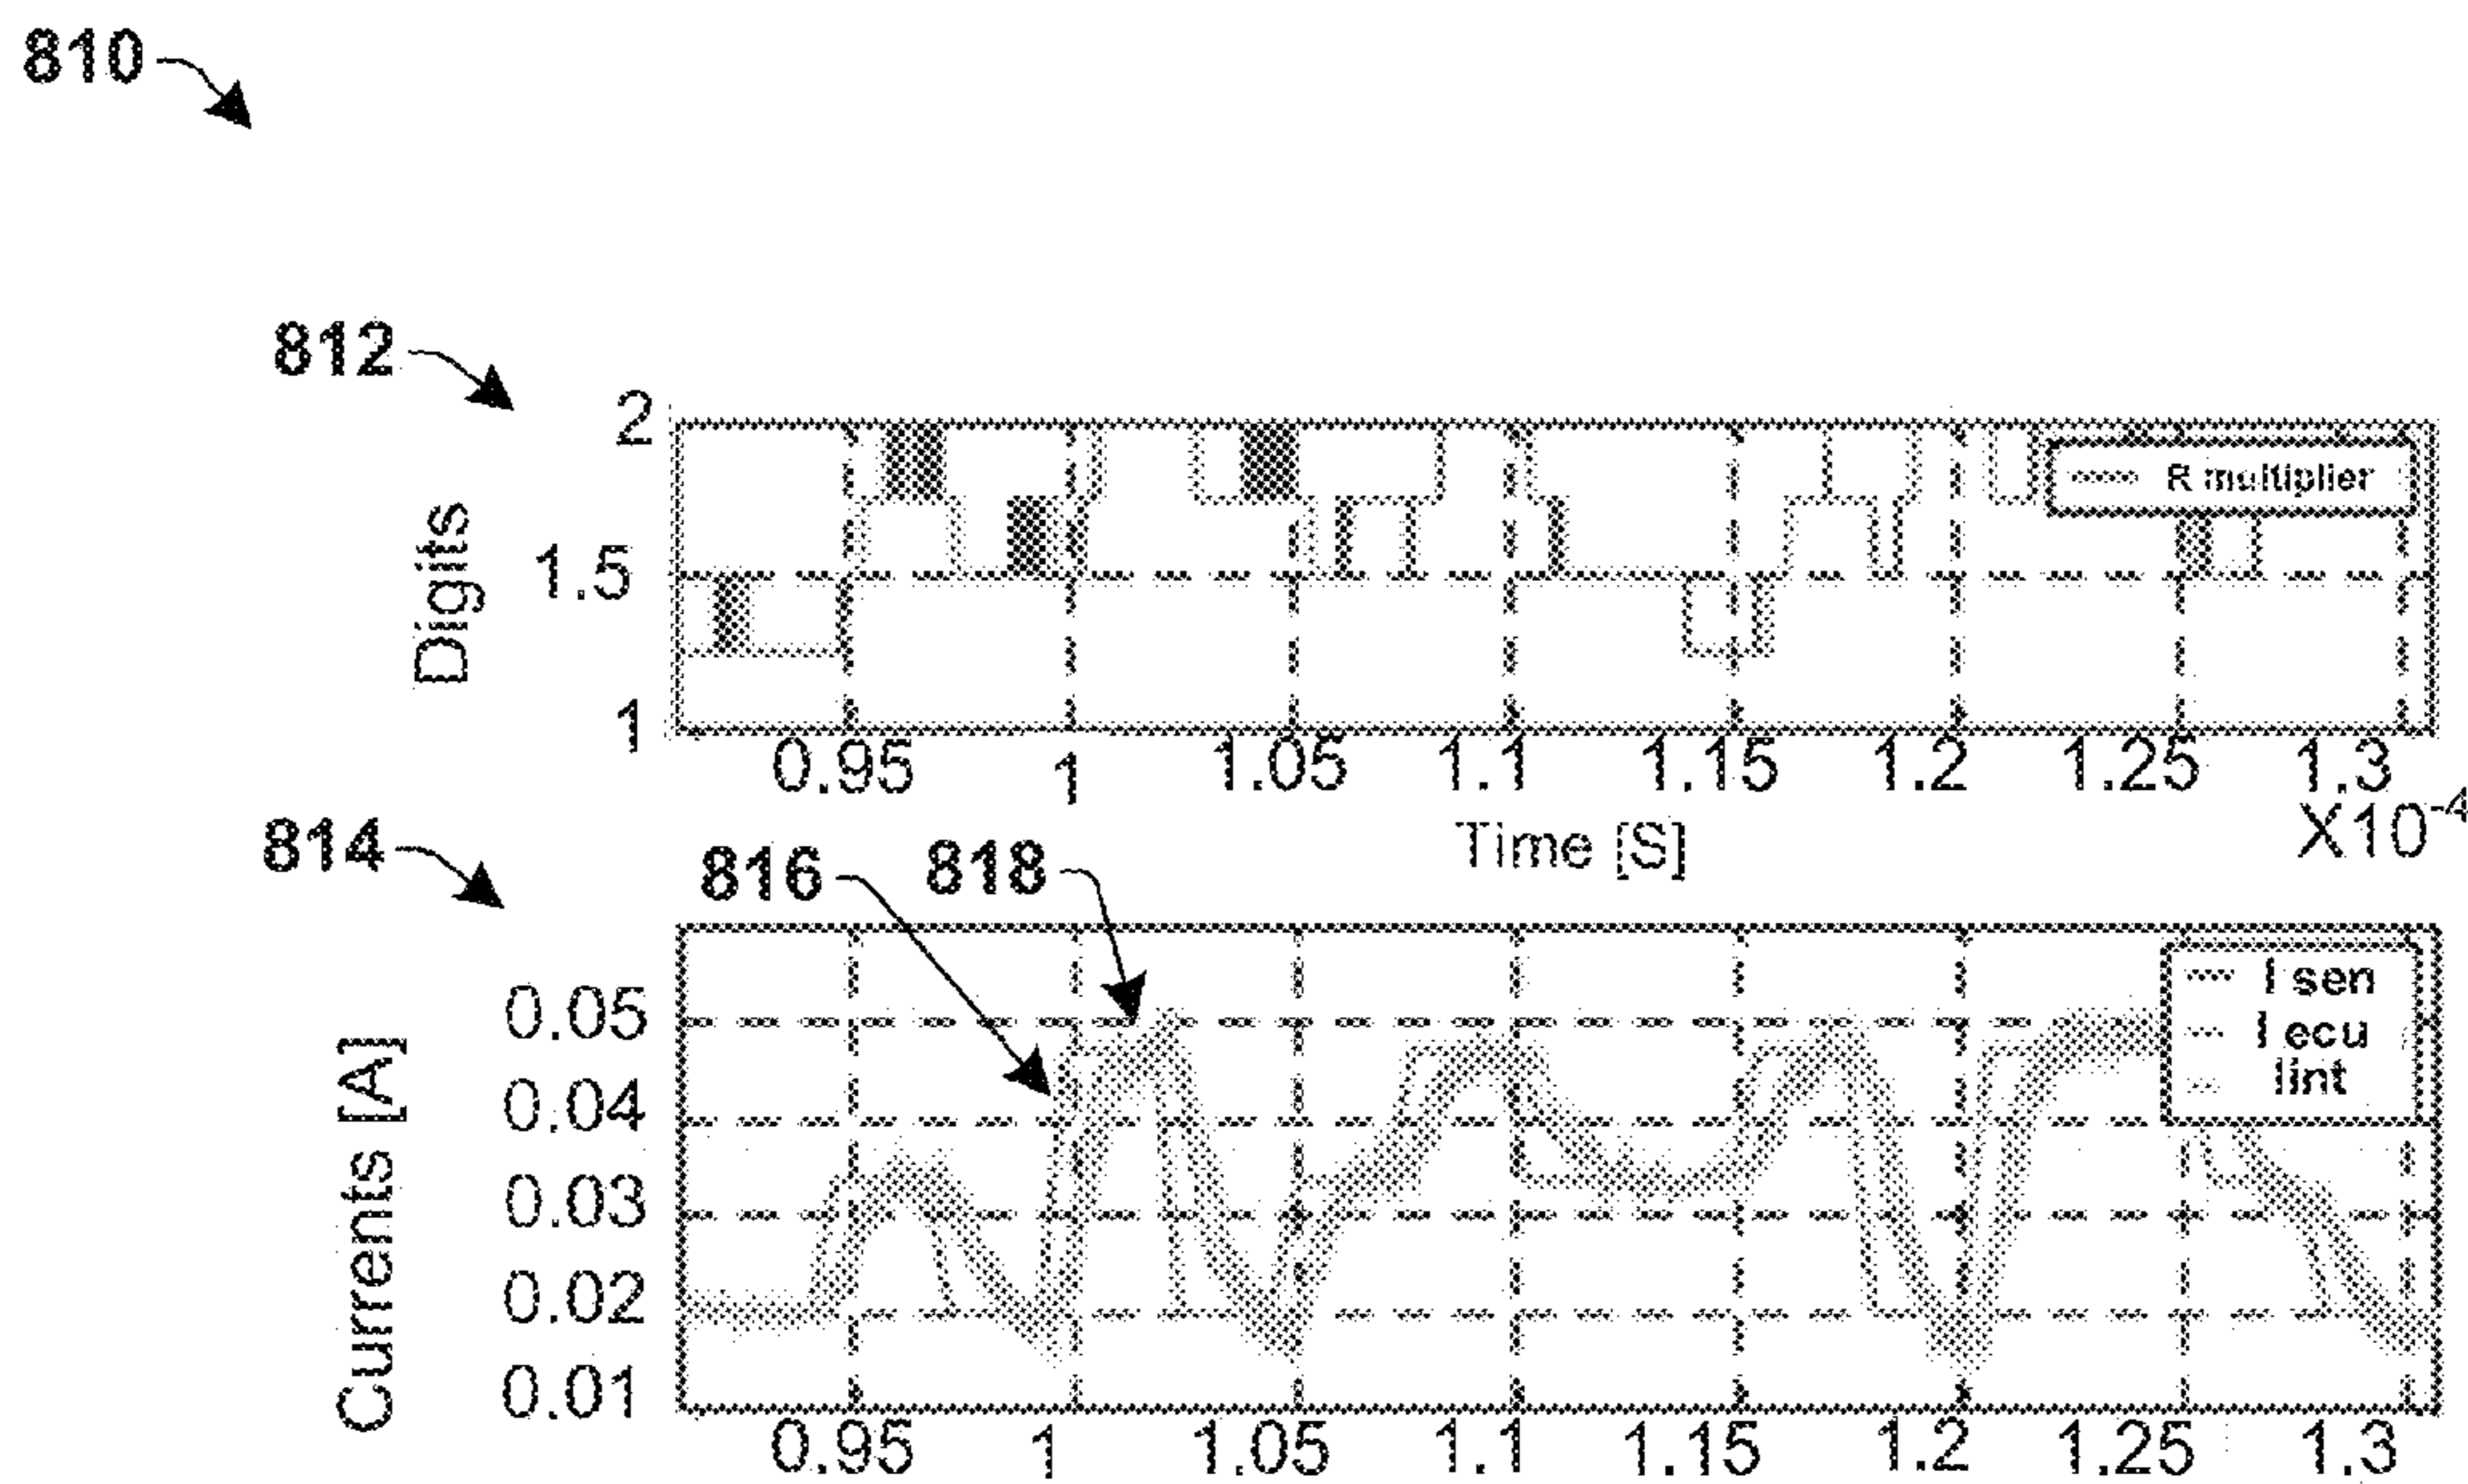 810
812
2
R multiplier
Digits
1.5
1
0.95 1 1.05 1.1 1.15 1.2 1.25 1.3
Time [S] X10-4
814
816 818
I sen
I ecu
Iint
Currents [A]
0.05
0.04
0.03
0.02
0.01
0.95 1 1.05 1.1 1.15 1.2 1.25 1.3